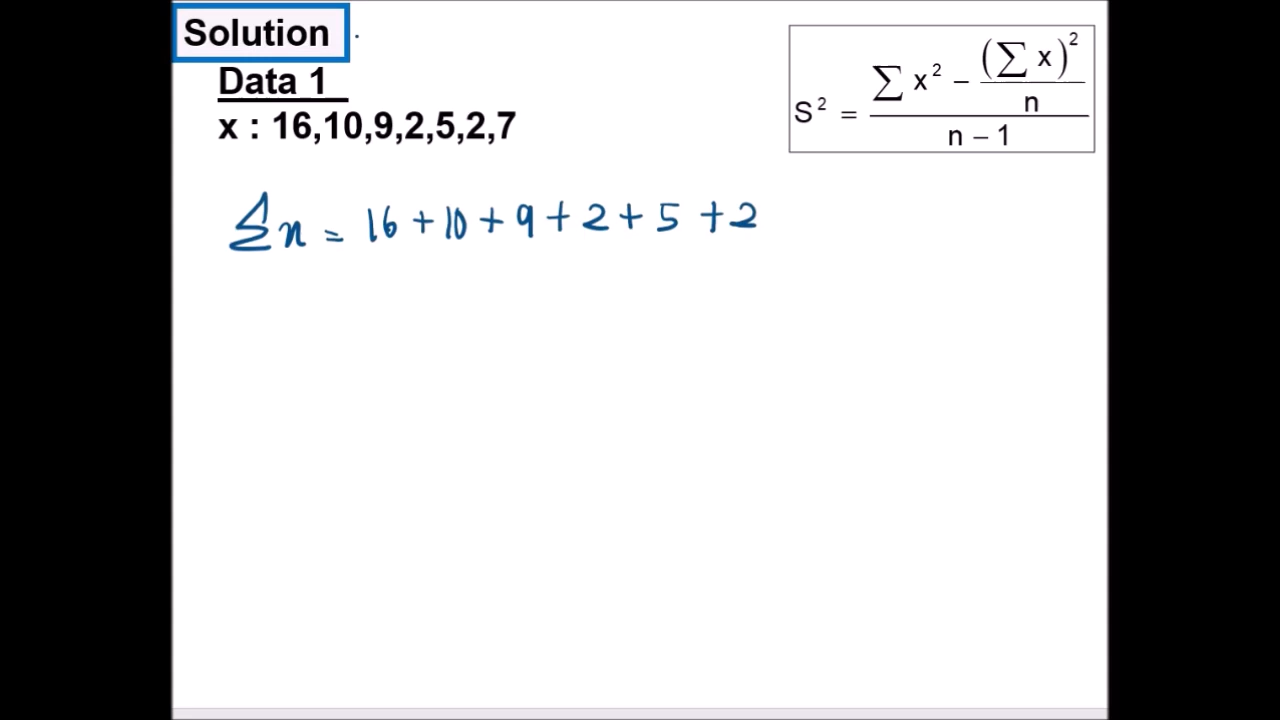 Solution
Data 1
x : 16,10,9,2,5,2,7
S² = (∑ x² − (∑ x)² / n) / (n − 1)
∑x = 16 + 10 + 9 + 2 + 5 + 2